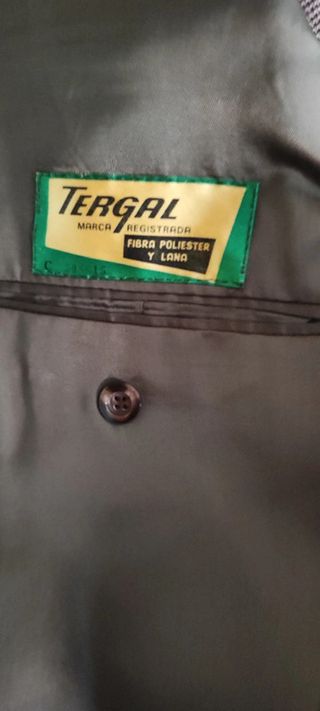 TERGAL
MARCA REGISTRADA
FIBRA POLIESTER
Y LANA